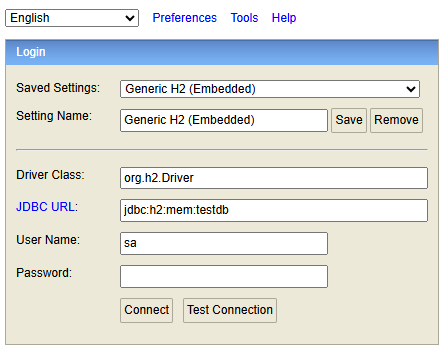 English Preferences Tools Help
Login
Saved Settings: Generic H2 (Embedded)
Setting Name: Generic H2 (Embedded) Save Remove
Driver Class: org.h2.Driver
JDBC URL: jdbc:h2:mem:testdb
User Name: sa
Password:
Connect Test Connection